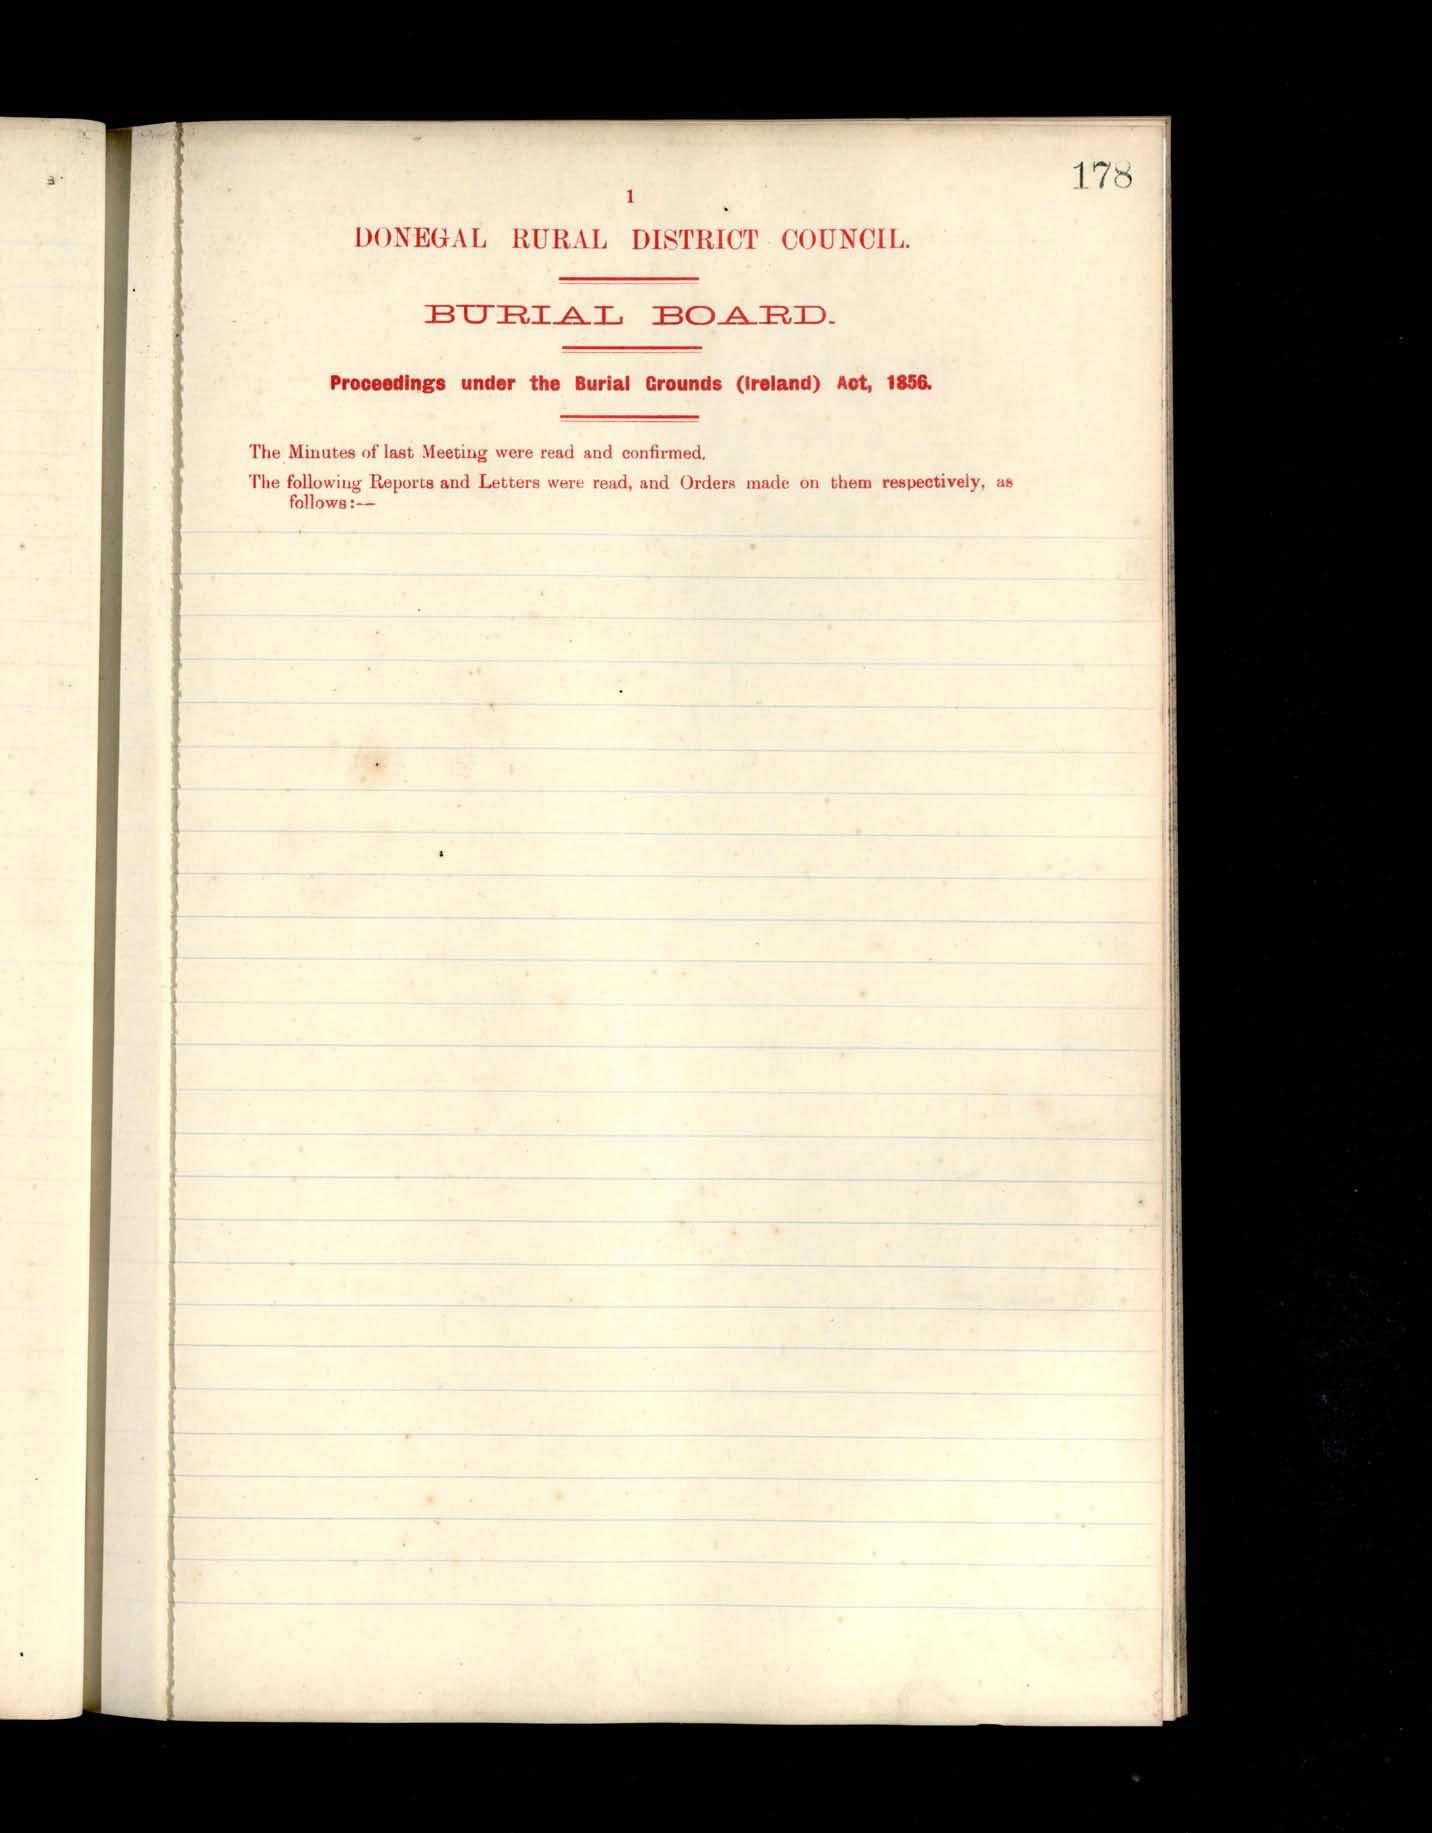 178
1
DONEGAL RURAL DISTRICT COUNCIL.
BURIAL BOARD.
Proceedings under the Burial Grounds (Ireland) Act, 1856.
The Minutes of last Meeting were read and confirmed.
The following Reports and Letters were read, and Orders made on them respectively, as
follows:—